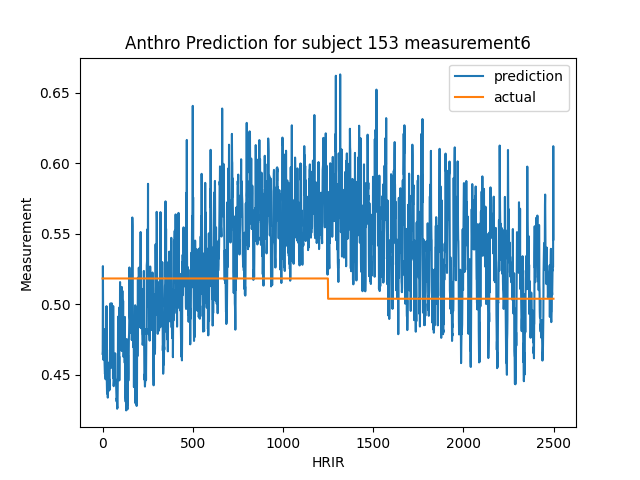 Anthro Prediction for subject 153 measurement6
prediction
actual
Measurement
0.65
0.60
0.55
0.50
0.45
0
500
1000
1500
2000
2500
HRIR